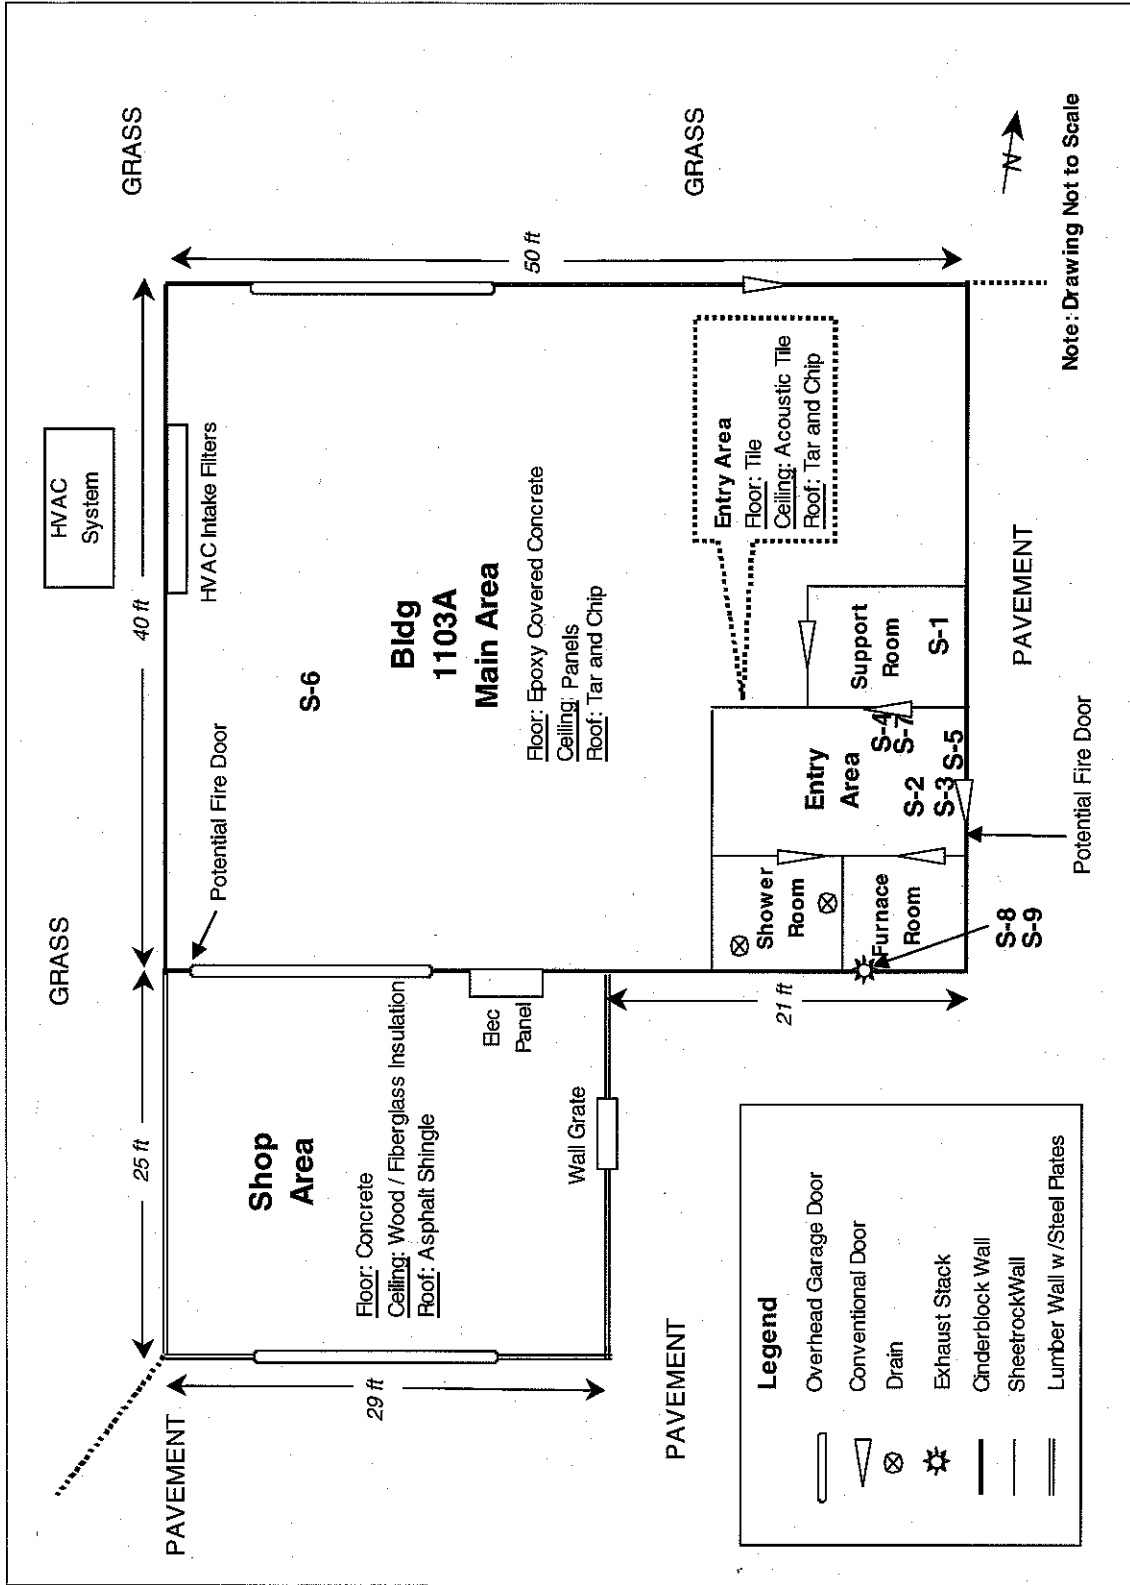 GRASS
GRASS
GRASS
HVAC
System
40 ft
HVAC Intake Filters
50 ft
25 ft
Potential Fire Door
S-6
Bldg
1103A
Main Area
Floor: Epoxy Covered Concrete
Ceiling: Panels
Roof: Tar and Chip
Shop
Area
Floor: Concrete
Ceiling: Wood / Fiberglass Insulation
Roof: Asphalt Shingle
Elec
Panel
Wall Grate
29 ft
PAVEMENT
Entry Area
Floor: Tile
Ceiling: Acoustic Tile
Roof: Tar and Chip
Shower
Room
Furnace
Room
Entry
Area
S-2
S-3
S-4
S-7
S-5
Support
Room
S-1
21 ft
S-8
S-9
Potential Fire Door
PAVEMENT
PAVEMENT
N
Note: Drawing Not to Scale
Legend
Overhead Garage Door
Conventional Door
Drain
Exhaust Stack
Cinderblock Wall
SheetrockWall
Lumber Wall w/Steel Plates